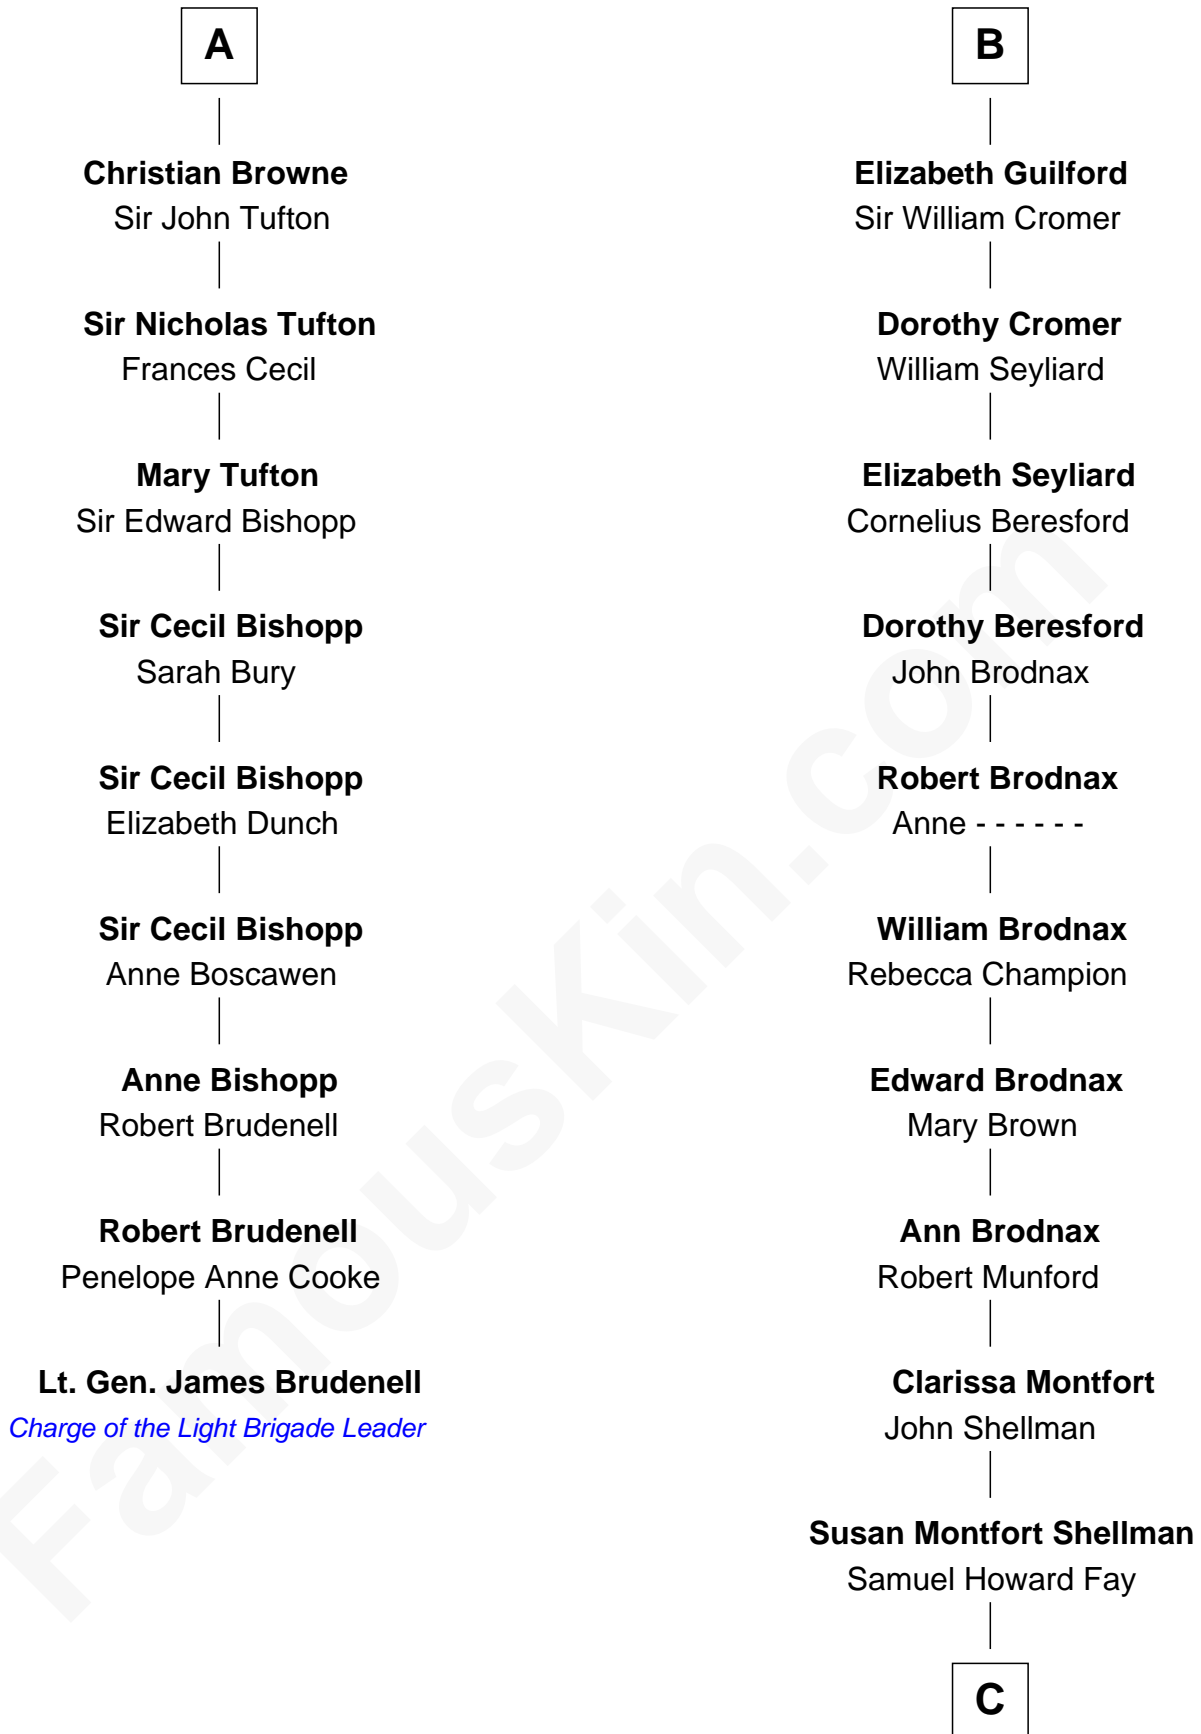 A
Christian Browne
Sir John Tufton
Sir Nicholas Tufton
Frances Cecil
Mary Tufton
Sir Edward Bishopp
Sir Cecil Bishopp
Sarah Bury
Sir Cecil Bishopp
Elizabeth Dunch
Sir Cecil Bishopp
Anne Boscawen
Anne Bishopp
Robert Brudenell
Robert Brudenell
Penelope Anne Cooke
Lt. Gen. James Brudenell
Charge of the Light Brigade Leader
B
Elizabeth Guilford
Sir William Cromer
Dorothy Cromer
William Seyliard
Elizabeth Seyliard
Cornelius Beresford
Dorothy Beresford
John Brodnax
Robert Brodnax
Anne - - - - - -
William Brodnax
Rebecca Champion
Edward Brodnax
Mary Brown
Ann Brodnax
Robert Munford
Clarissa Montfort
John Shellman
Susan Montfort Shellman
Samuel Howard Fay
C
FamousKin.com